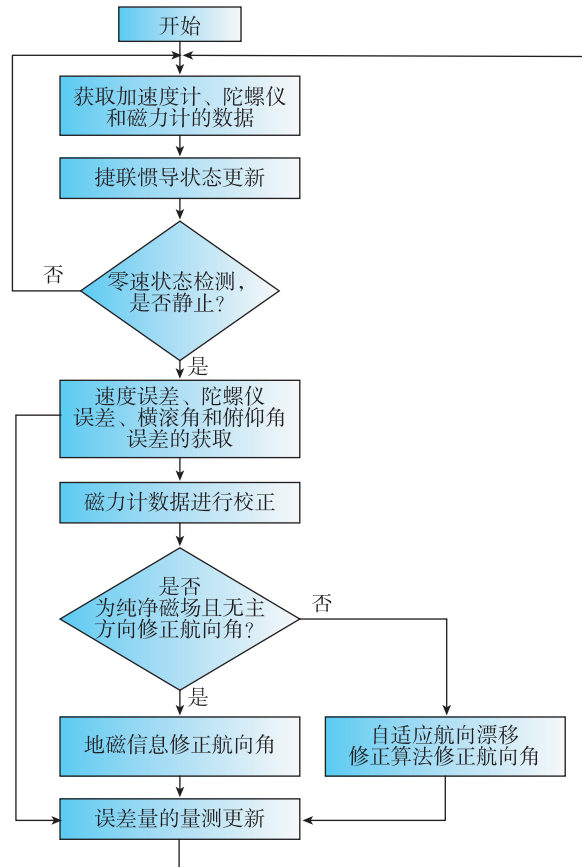 开始
获取加速度计、陀螺仪
和磁力计的数据
捷联惯导状态更新
否
零速状态检测，
是否静止？
是
速度误差、陀螺仪
误差、横滚角和俯仰角
误差的获取
磁力计数据进行校正
是否
为纯净磁场且无主
方向修正航向角？
否
是
地磁信息修正航向角
自适应航向漂移
修正算法修正航向角
误差量的量测更新